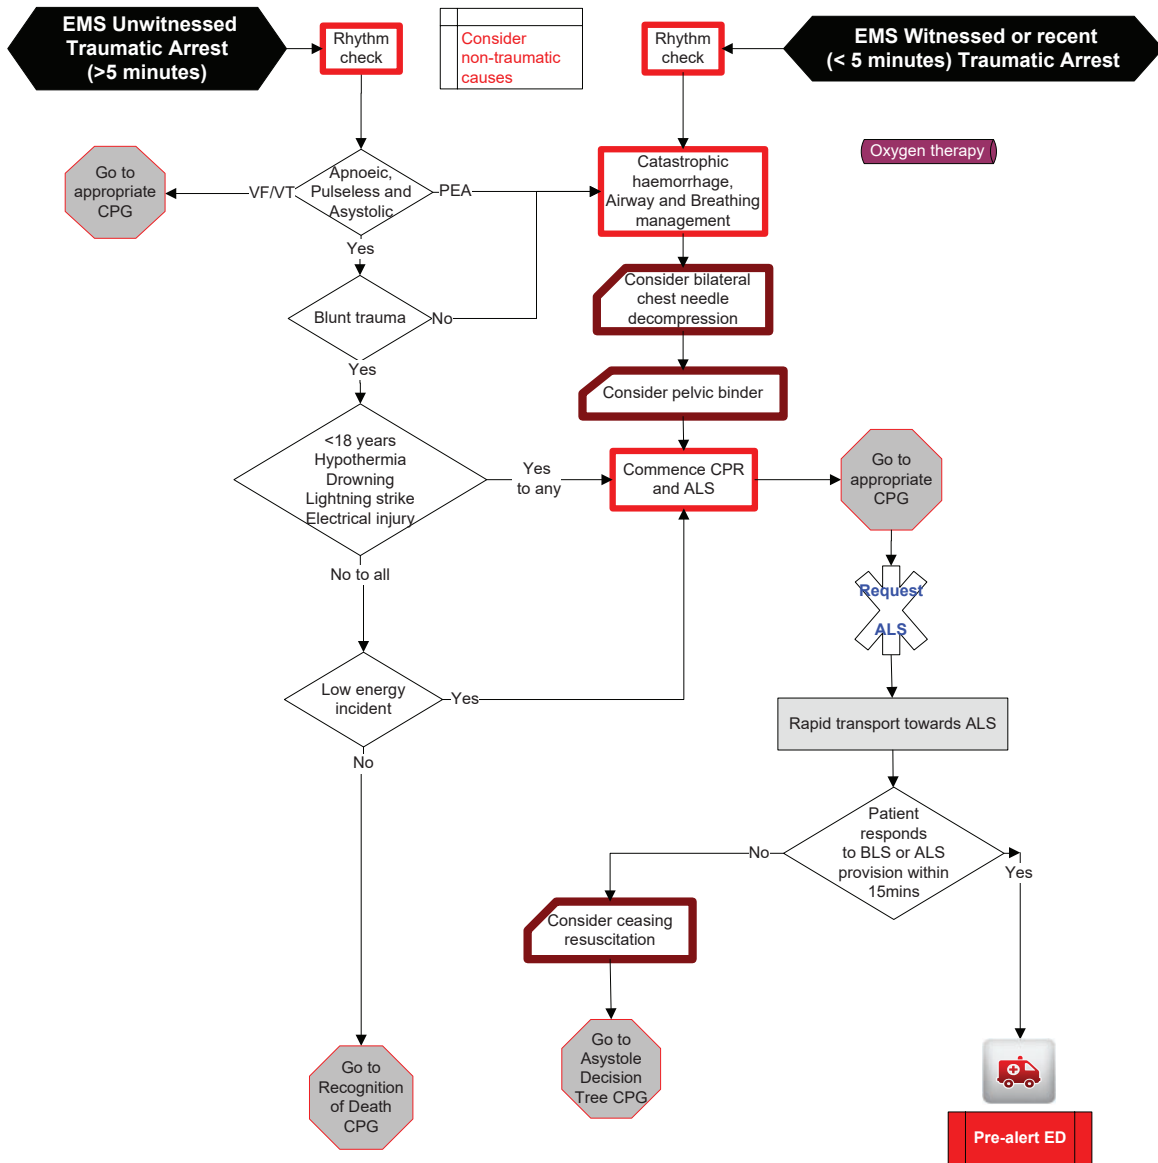 EMS Unwitnessed
Traumatic Arrest
(>5 minutes)
Rhythm
check
Consider
non-traumatic
causes
Rhythm
check
EMS Witnessed or recent
(< 5 minutes) Traumatic Arrest
Oxygen therapy
Go to
appropriate
CPG
VF/VT
Apnoeic,
Pulseless and
Asystolic
PEA
Catastrophic
haemorrhage,
Airway and Breathing
management
Yes
Consider bilateral
chest needle
decompression
Blunt trauma
No
Yes
Consider pelvic binder
<18 years
Hypothermia
Drowning
Lightning strike
Electrical injury
Yes
to any
Commence CPR
and ALS
Go to
appropriate
CPG
No to all
Request
ALS
Low energy
incident
Yes
Rapid transport towards ALS
No
Patient
responds
to BLS or ALS
provision within
15mins
No
Yes
Consider ceasing
resuscitation
Go to
Asystole
Decision
Tree CPG
Go to
Recognition
of Death
CPG
Pre-alert ED